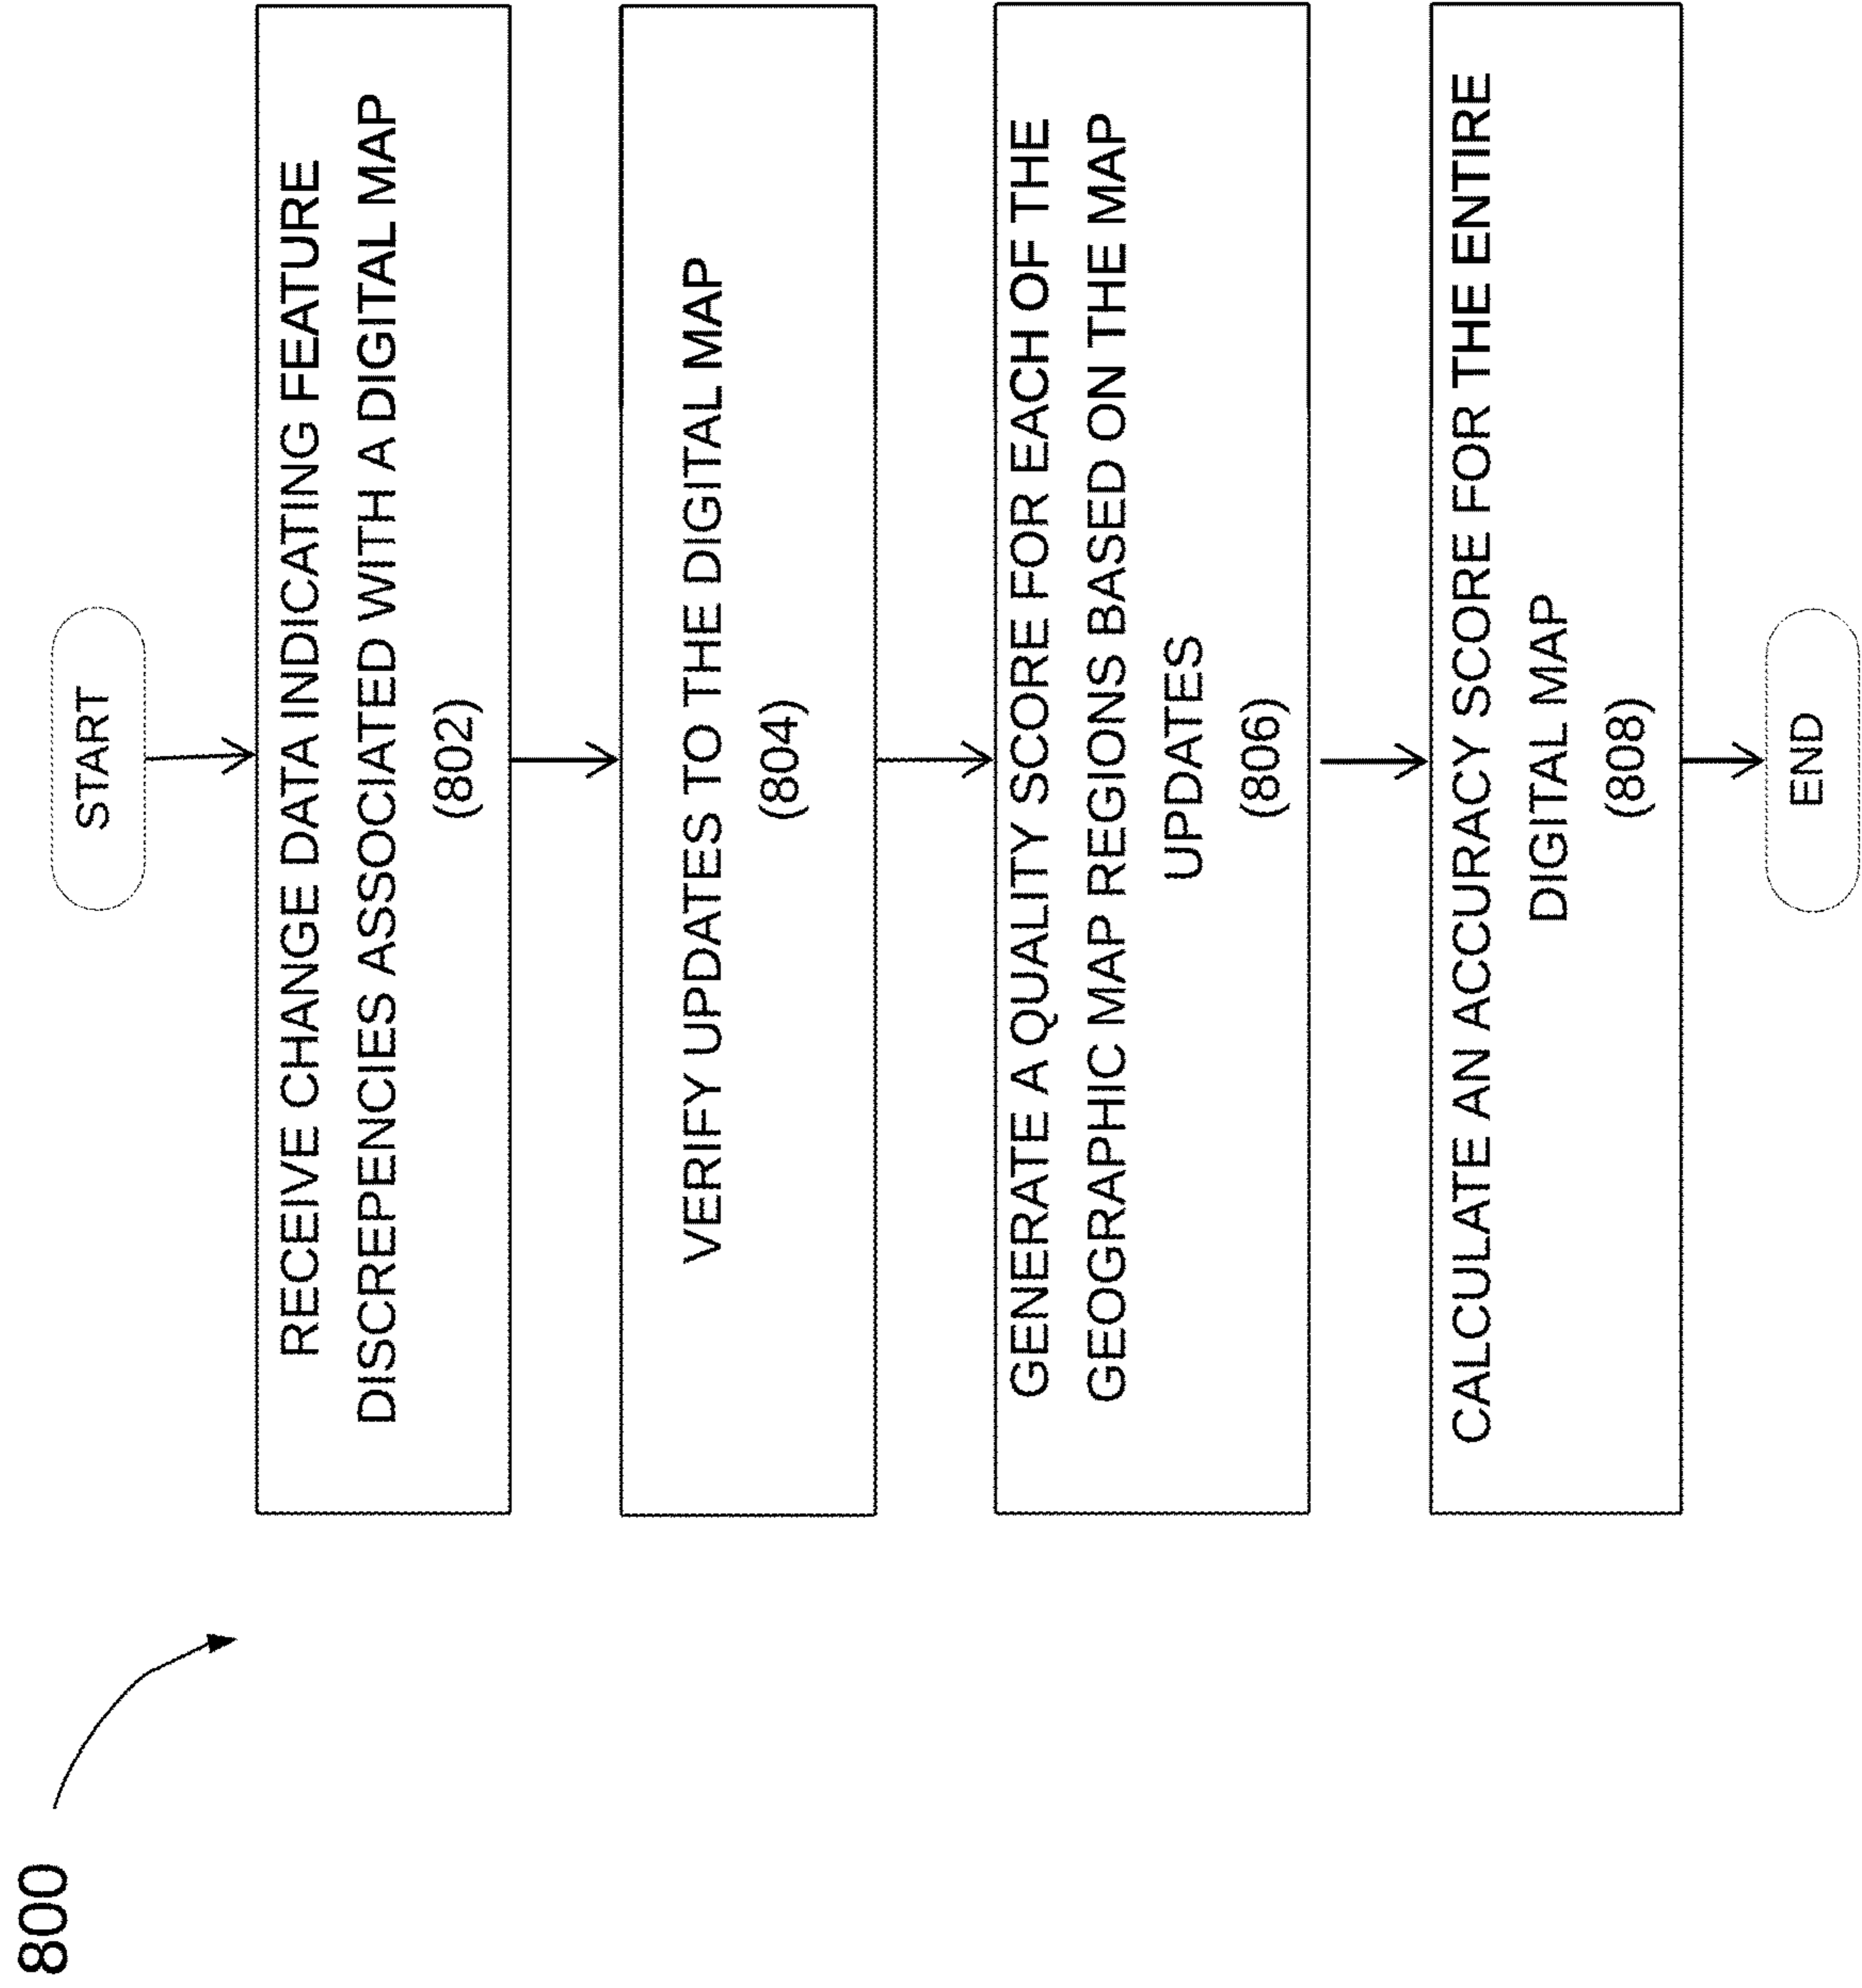 800
START
RECEIVE CHANGE DATA INDICATING FEATURE
DISCREPENCIES ASSOCIATED WITH A DIGITAL MAP
(802)
VERIFY UPDATES TO THE DIGITAL MAP
(804)
GENERATE A QUALITY SCORE FOR EACH OF THE
GEOGRAPHIC MAP REGIONS BASED ON THE MAP
UPDATES
(806)
CALCULATE AN ACCURACY SCORE FOR THE ENTIRE
DIGITAL MAP
(808)
END